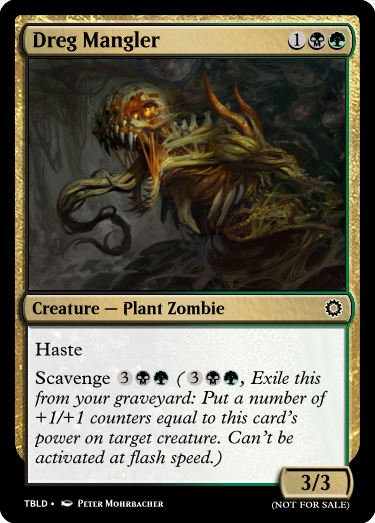 Dreg Mangler 1
Creature — Plant Zombie
Haste
Scavenge 3 ( 3 , Exile this
from your graveyard: Put a number of
+1/+1 counters equal to this card's
power on target creature. Can't be
activated at flash speed.)
3/3
TBLD • Peter Mohrbacher
(NOT FOR SALE)